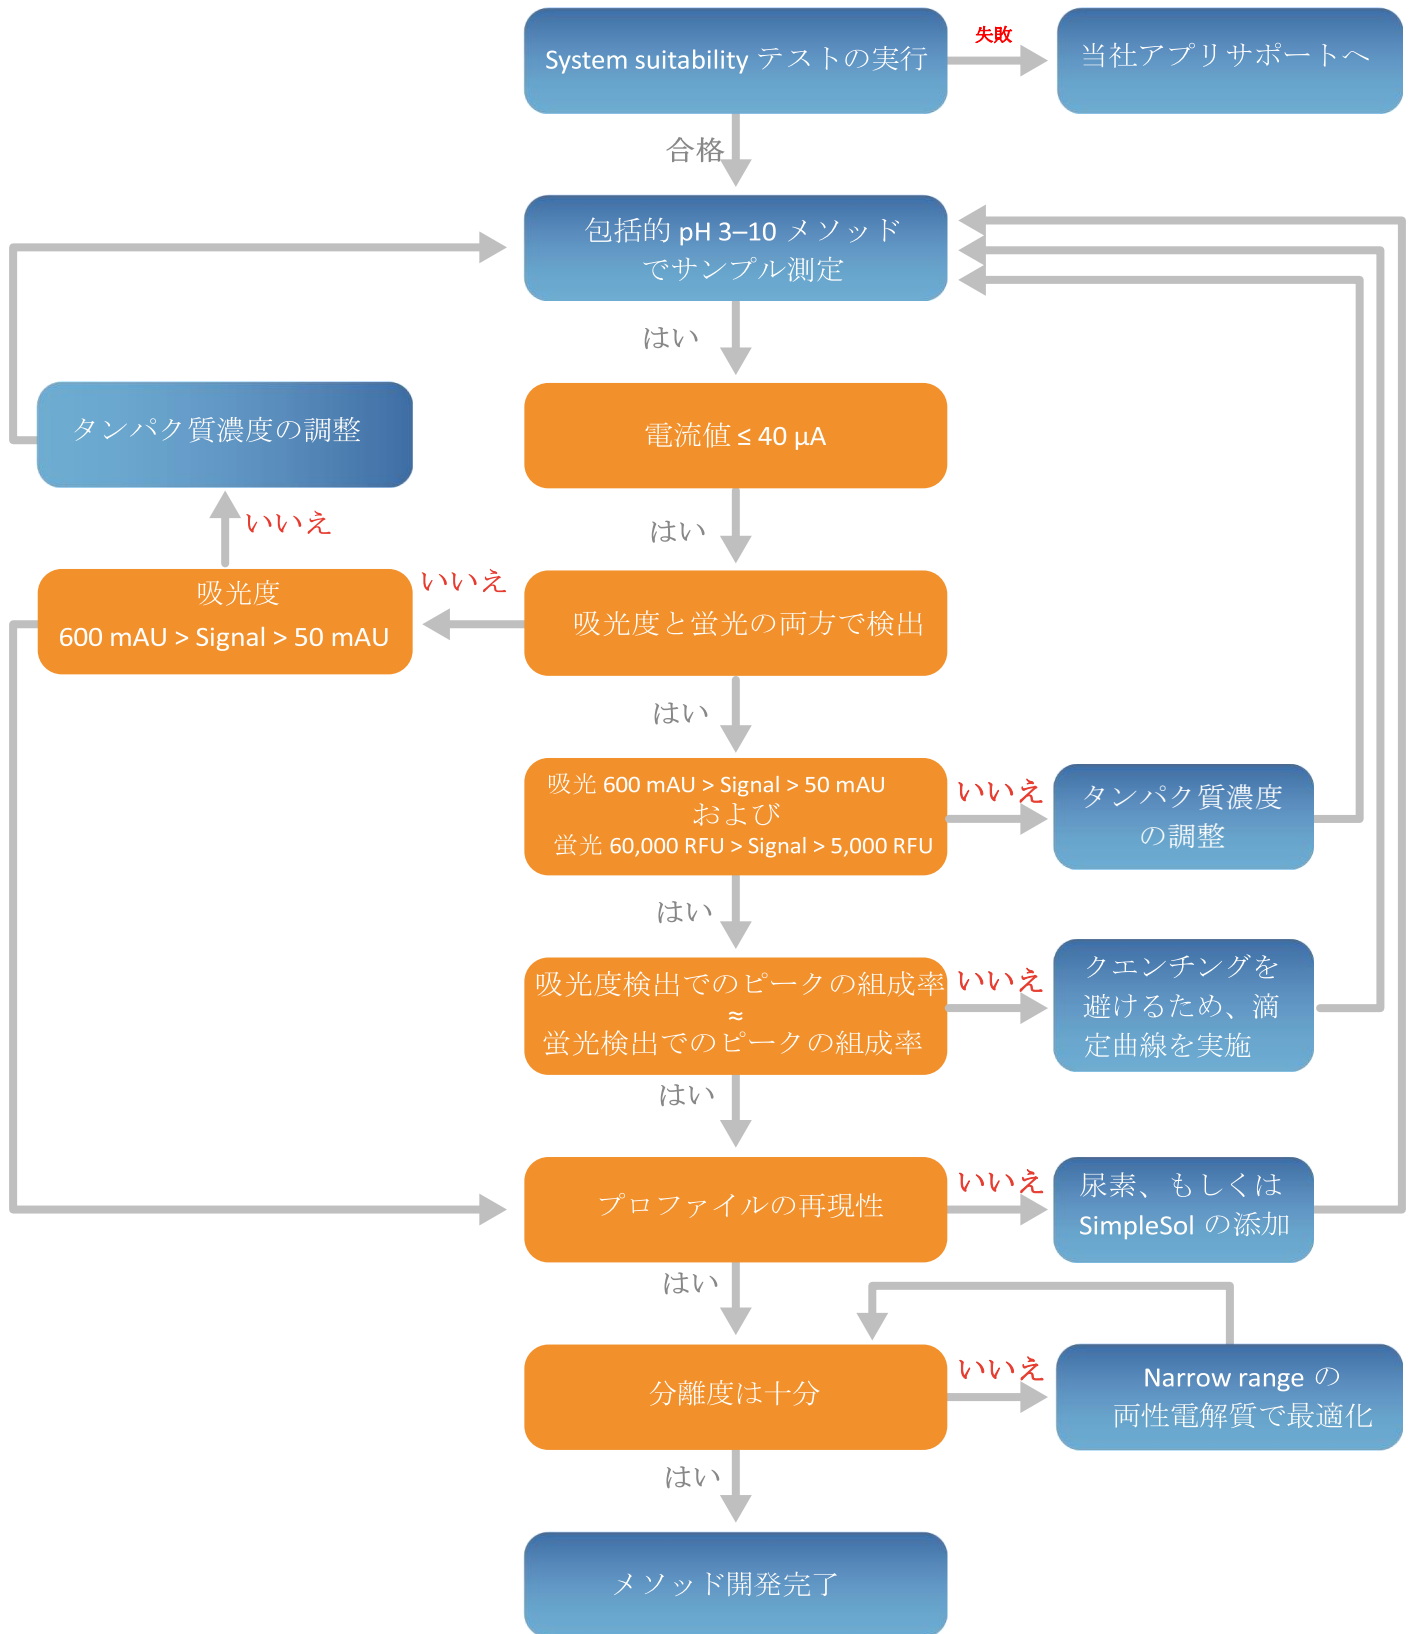 System suitability テストの実行
失敗
当社アプリサポートへ
合格
包括的 pH 3–10 メソッド
でサンプル測定
はい
タンパク質濃度の調整
電流値 ≤ 40 µA
いいえ
はい
吸光度
600 mAU > Signal > 50 mAU
いいえ
吸光度と蛍光の両方で検出
はい
吸光 600 mAU > Signal > 50 mAU
および
蛍光 60,000 RFU > Signal > 5,000 RFU
いいえ
タンパク質濃度
の調整
はい
吸光度検出でのピークの組成率
≈
蛍光検出でのピークの組成率
いいえ
クエンチングを
避けるため、滴
定曲線を実施
はい
プロファイルの再現性
いいえ
尿素、もしくは
SimpleSol の添加
はい
分離度は十分
いいえ
Narrow range の
両性電解質で最適化
はい
メソッド開発完了